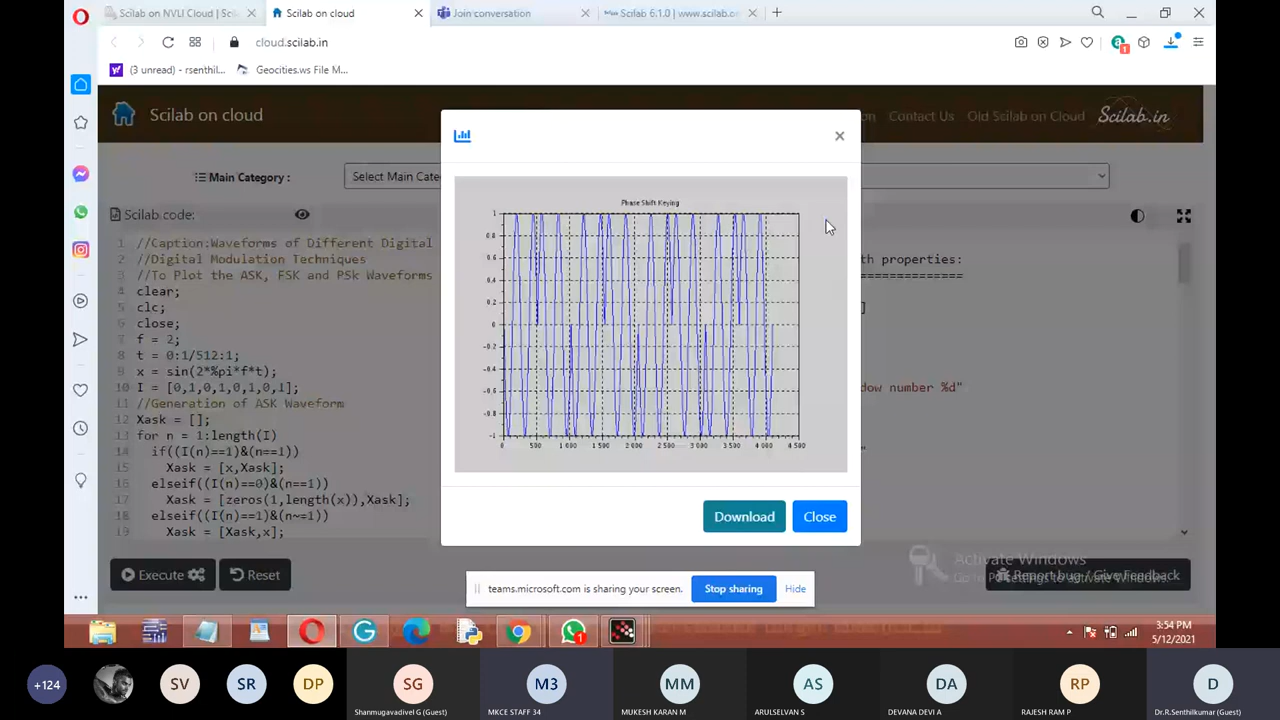 Scilab on NVLI Cloud | Scil
Scilab on cloud
Join conversation
Scilab 6.1.0 | www.scilab.o
cloud.scilab.in
(3 unread) - rsenthil...
Geocities.ws File M...
Scilab on cloud
Contact Us
Old Scilab on Cloud
Scilab.in
Main Category :
Select Main Cate
Scilab code:
1 //Caption:Waveforms of Different Digital
2 //Digital Modulation Techniques
3 //To Plot the ASK, FSK and PSk Waveforms
4 clear;
5 clc;
6 close;
7 f = 2;
8 t = 0:1/512:1;
9 x = sin(2*%pi*f*t);
10 I = [0,1,0,1,0,1,0,1];
11 //Generation of ASK Waveform
12 Xask = [];
13 for n = 1:length(I)
14 if((I(n)==1)&(n==1))
15 Xask = [x,Xask];
16 elseif((I(n)==0)&(n==1))
17 Xask = [zeros(1,length(x)),Xask];
18 elseif((I(n)==1)&(n~=1))
19 Xask = [Xask,x];
th properties:
=============
]
dow number %d"
"
Phase Shift Keying
1
0.8
0.6
0.4
0.2
0
-0.2
-0.4
-0.6
-0.8
-1
0 500 1 000 1 500 2 000 2 500 3 000 3 500 4 000 4 500
Download
Close
Execute
Reset
Activate Windows
Report bug / Give Feedback
teams.microsoft.com is sharing your screen.
Stop sharing
Hide
3:54 PM
5/12/2021
+124
SV
SR
DP
SG
M3
MM
AS
DA
RP
D
Shanmugavadivel G (Guest)
MKCE STAFF 34
MUKESH KARAN M
ARULSELVAN S
DEVANA DEVI A
RAJESH RAM P
Dr.R.Senthilkumar (Guest)